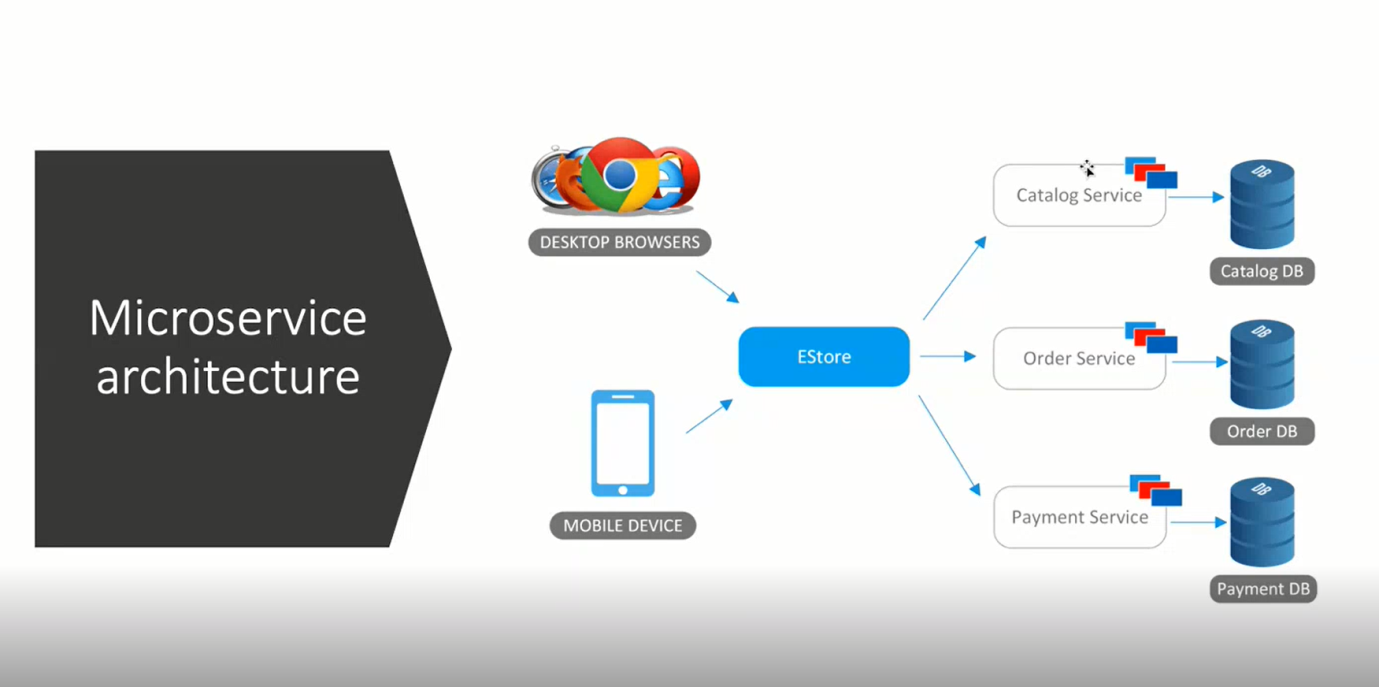 Microservice
architecture
DESKTOP BROWSERS
MOBILE DEVICE
EStore
Catalog Service
DB
Catalog DB
Order Service
DB
Order DB
Payment Service
DB
Payment DB